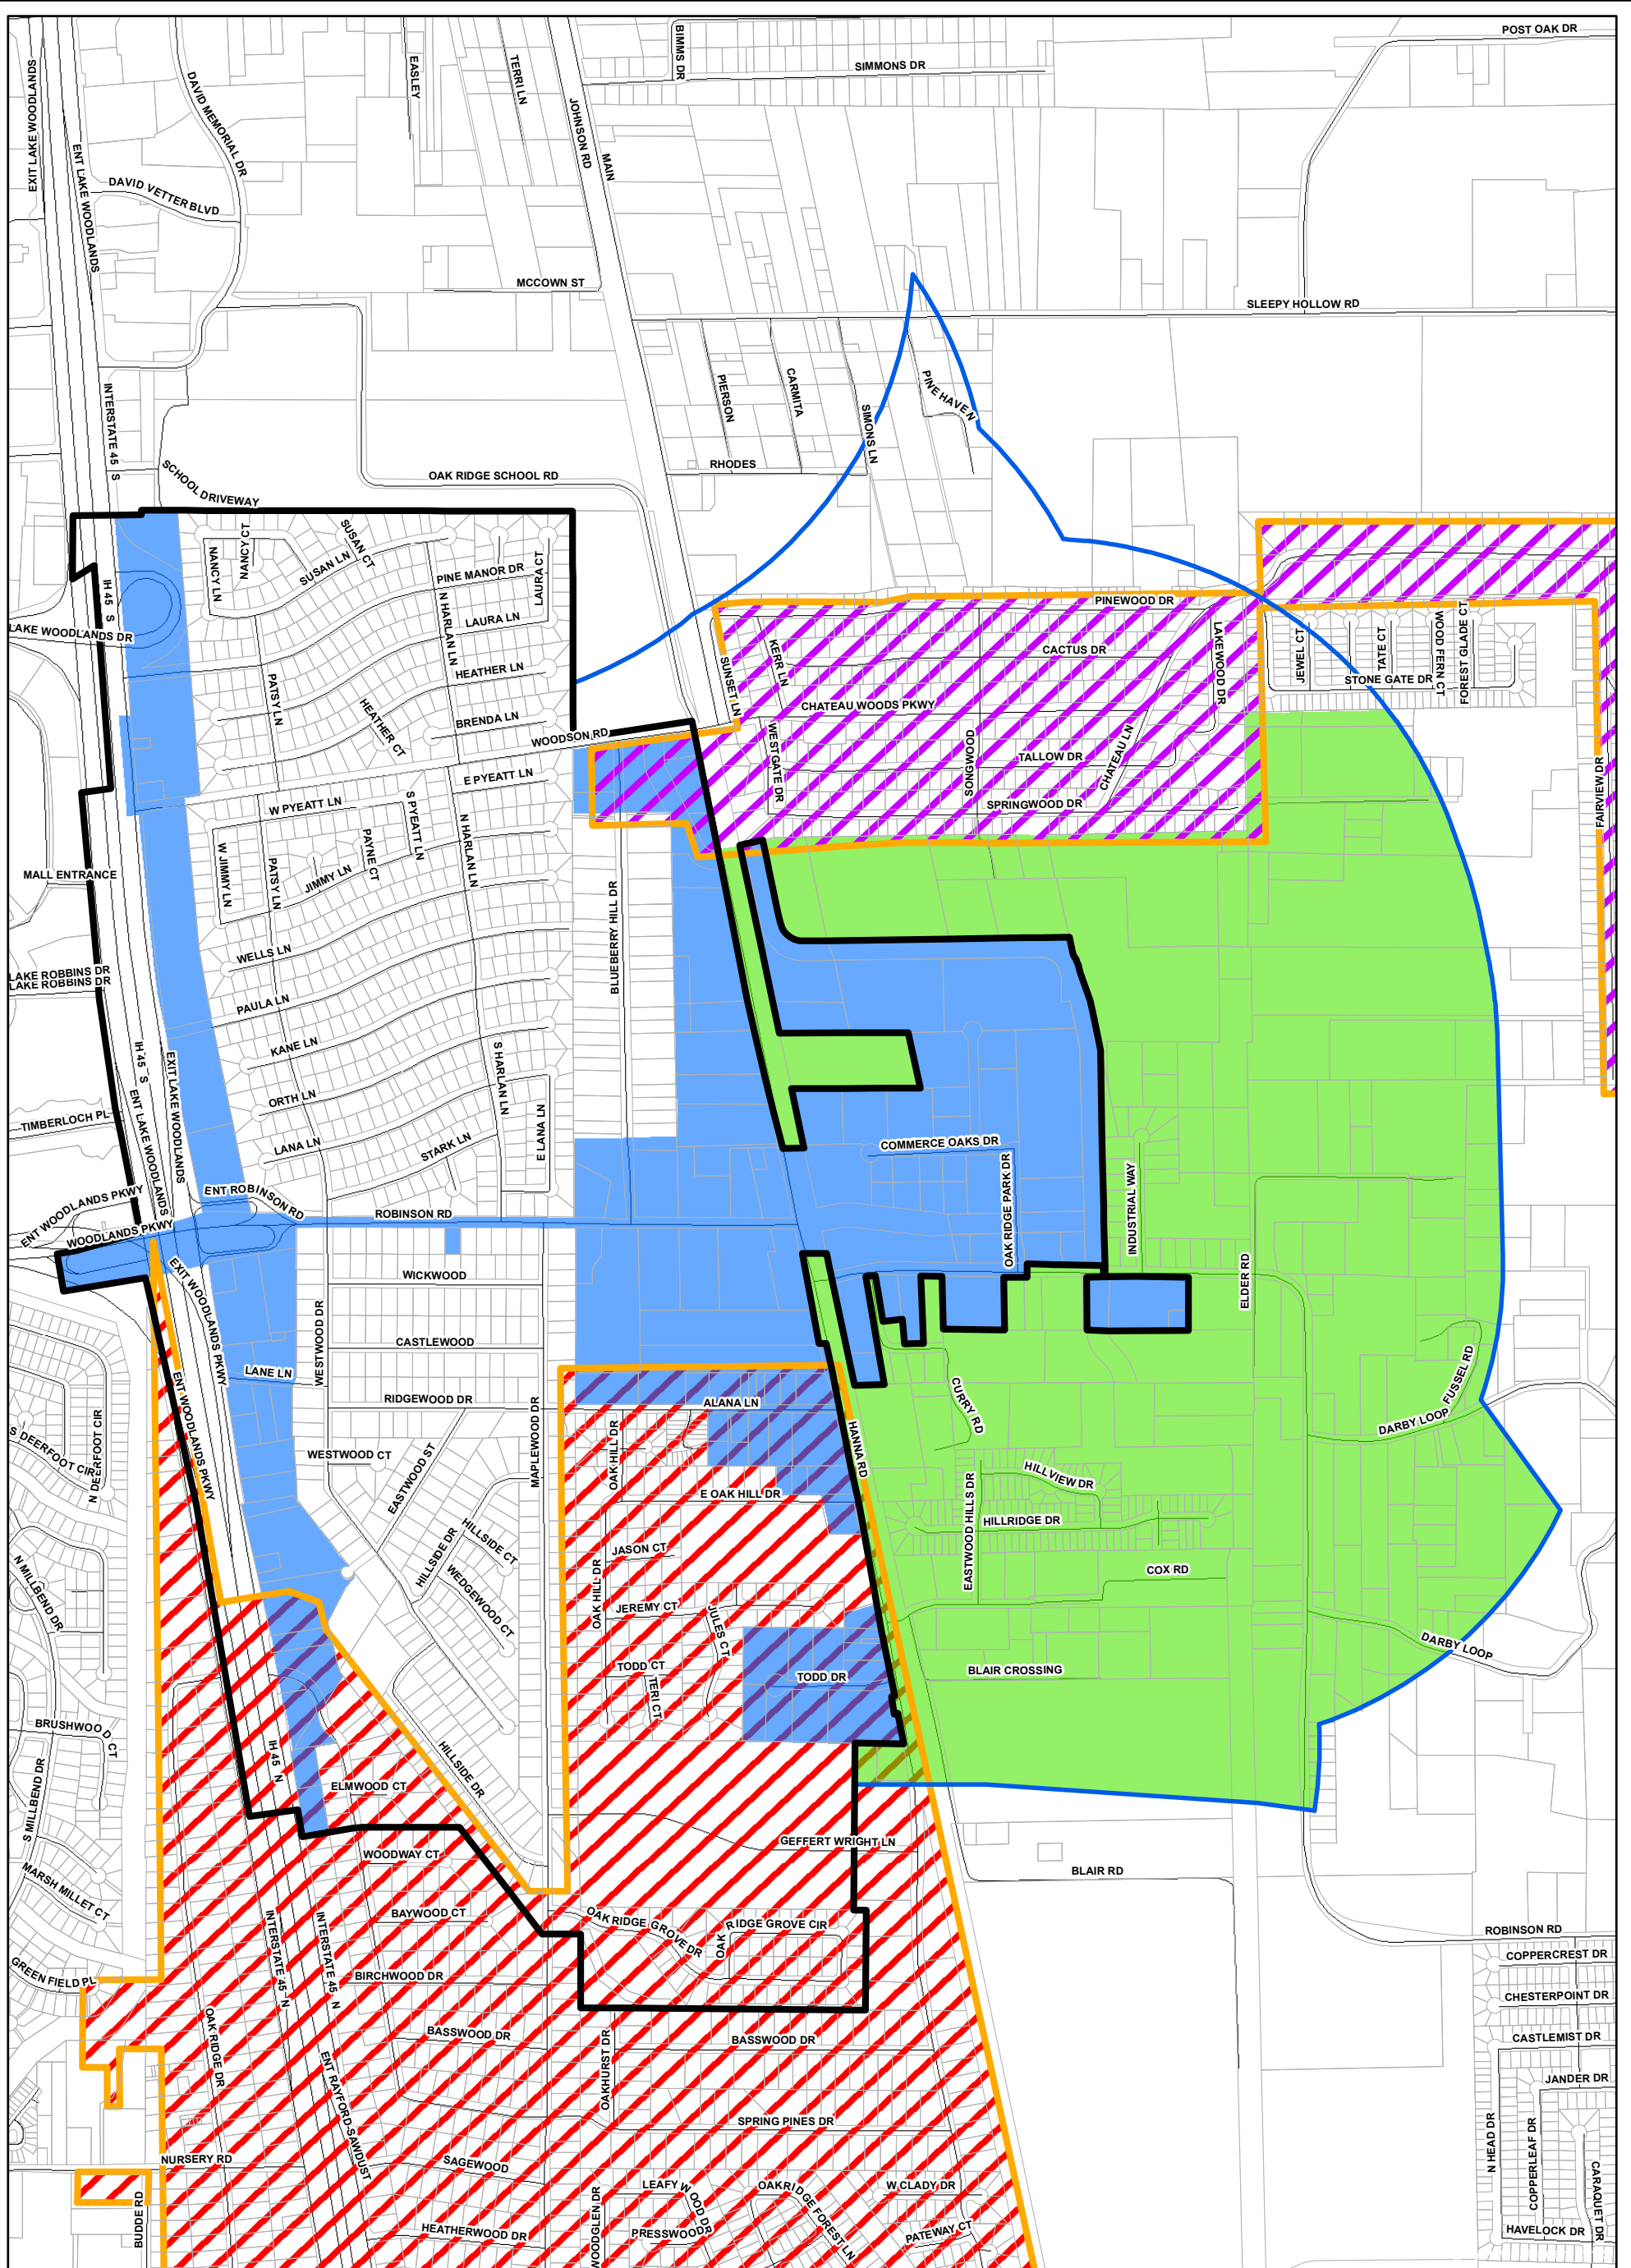 POST OAK DR
BIMMS DR
SIMMONS DR
EXIT LAKE WOODLANDS
ENT LAKE WOODLANDS
DAVID MEMORIAL DR
EASLEY
TERRI LN
JOHNSON RD
MAIN
DAVID VETTER BLVD
MCCOWN ST
SLEEPY HOLLOW RD
INTERSTATE 45 S
PIERSON
CARMITA
SIMONS LN
PINE HAVEN
RHODES
OAK RIDGE SCHOOL RD
SCHOOL DRIVEWAY
NANCY LN
NANCY CT
SUSAN CT
SUSAN LN
PINE MANOR DR
LAURA CT
N HARLAN LN
LAURA LN
IH 45 S
LAKE WOODLANDS DR
HEATHER LN
PATSY LN
HEATHER CT
BRENDA LN
WOODSON RD
PINEWOOD DR
KERR LN
SUNSET LN
CACTUS DR
LAKEWOOD DR
JEWEL CT
TATE CT
WOOD FERN CT
FOREST GLADE CT
STONE GATE DR
CHATEAU WOODS PKWY
WESTGATE DR
SONGWOOD
TALLOW DR
CHATEAU LN
SPRINGWOOD DR
FAIRVIEW DR
E PYEATT LN
W PYEATT LN
S PYEATT LN
N HARLAN LN
W JIMMY LN
PATSY LN
JIMMY LN
PAYNE CT
MALL ENTRANCE
BLUEBERRY HILL DR
WELLS LN
LAKE ROBBINS DR
LAKE ROBBINS DR
PAULA LN
KANE LN
IH 45 S
EXIT LAKE WOODLANDS
ENT LAKE WOODLANDS
S HARLAN LN
ORTH LN
TIMBERLOCH PL
LANA LN
STARK LN
E LANA LN
COMMERCE OAKS DR
OAK RIDGE PARK DR
INDUSTRIAL WAY
ENT WOODLANDS PKWY
ENT ROBINSON RD
ROBINSON RD
WOODLANDS PKWY
EXIT WOODLANDS PKWY
WICKWOOD
ELDER RD
WESTWOOD DR
CASTLEWOOD
LANE LN
ENT WOODLANDS PKWY
RIDGEWOOD DR
ALANA LN
CURRY RD
FUSSEL RD
DARBY LOOP
N DEERFOOT CIR
S DEERFOOT CIR
WESTWOOD CT
EASTWOOD ST
MAPLEWOOD DR
OAK HILL DR
HANNA RD
HILLVIEW DR
E OAK HILL DR
EASTWOOD HILLS DR
HILLRIDGE DR
HILLSIDE DR
HILLSIDE CT
WEDGEWOOD CT
JASON CT
OAK HILL DR
COX RD
N MILLBEND DR
JEREMY CT
JULES CT
DARBY LOOP
TODD CT
TERI CT
TODD DR
BLAIR CROSSING
BRUSHWOOD CT
IH 45 N
HILLSIDE DR
ELMWOOD CT
S MILLBEND DR
WOODWAY CT
GEFFERT WRIGHT LN
BLAIR RD
MARSH MILLET CT
BAYWOOD CT
OAK RIDGE GROVE DR
OAK RIDGE GROVE CIR
ROBINSON RD
COPPERCREST DR
INTERSTATE 45 N
INTERSTATE 45 N
GREEN FIELD PL
BIRCHWOOD DR
CHESTERPOINT DR
OAK RIDGE DR
BASSWOOD DR
BASSWOOD DR
CASTLEMIST DR
OAKHURST DR
JANDER DR
ENT RAYFORD-SAWDUST
SPRING PINES DR
N HEAD DR
COPPERLEAF DR
CARAQUET DR
NURSERY RD
SAGEWOOD
LEAFYWOOD DR
OAKRIDGE FOREST LN
W CLADY DR
BUDDE RD
HEATHERWOOD DR
WOODGLEN DR
PRESSWOOD
PATEWAY CT
HAVELOCK DR